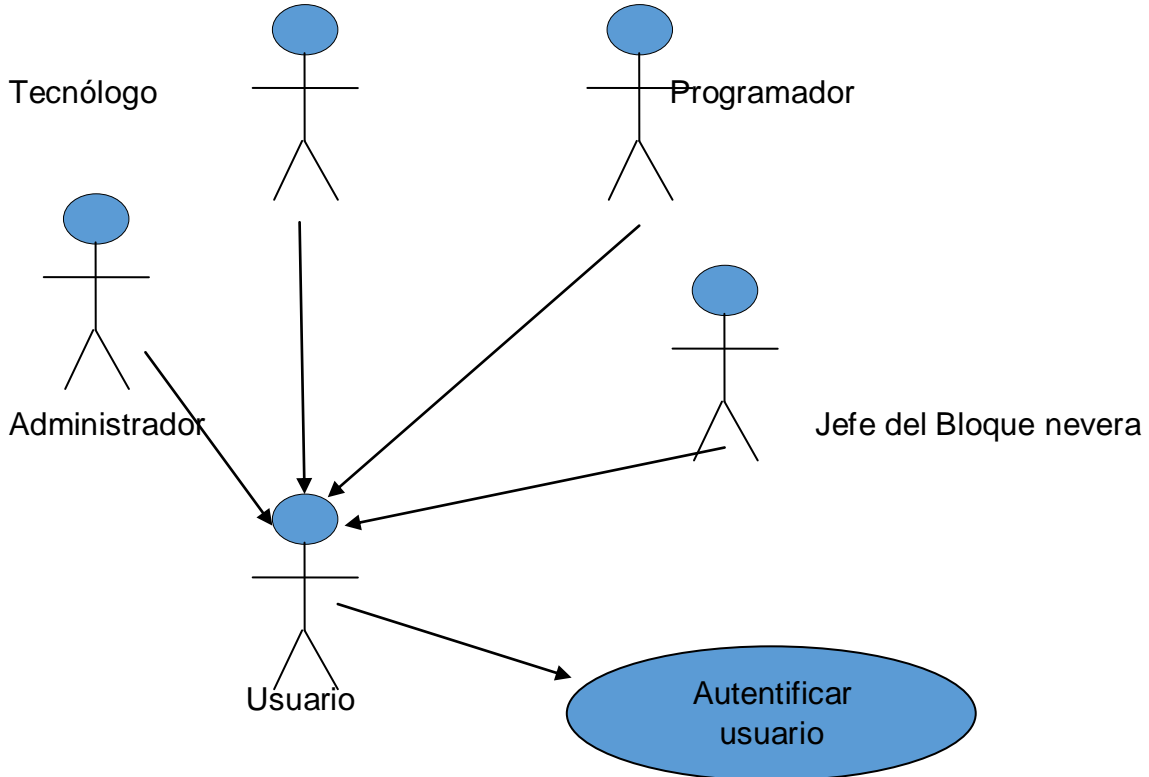 Tecnólogo
Programador
Administrador
Jefe del Bloque nevera
Usuario
Autentificar
usuario